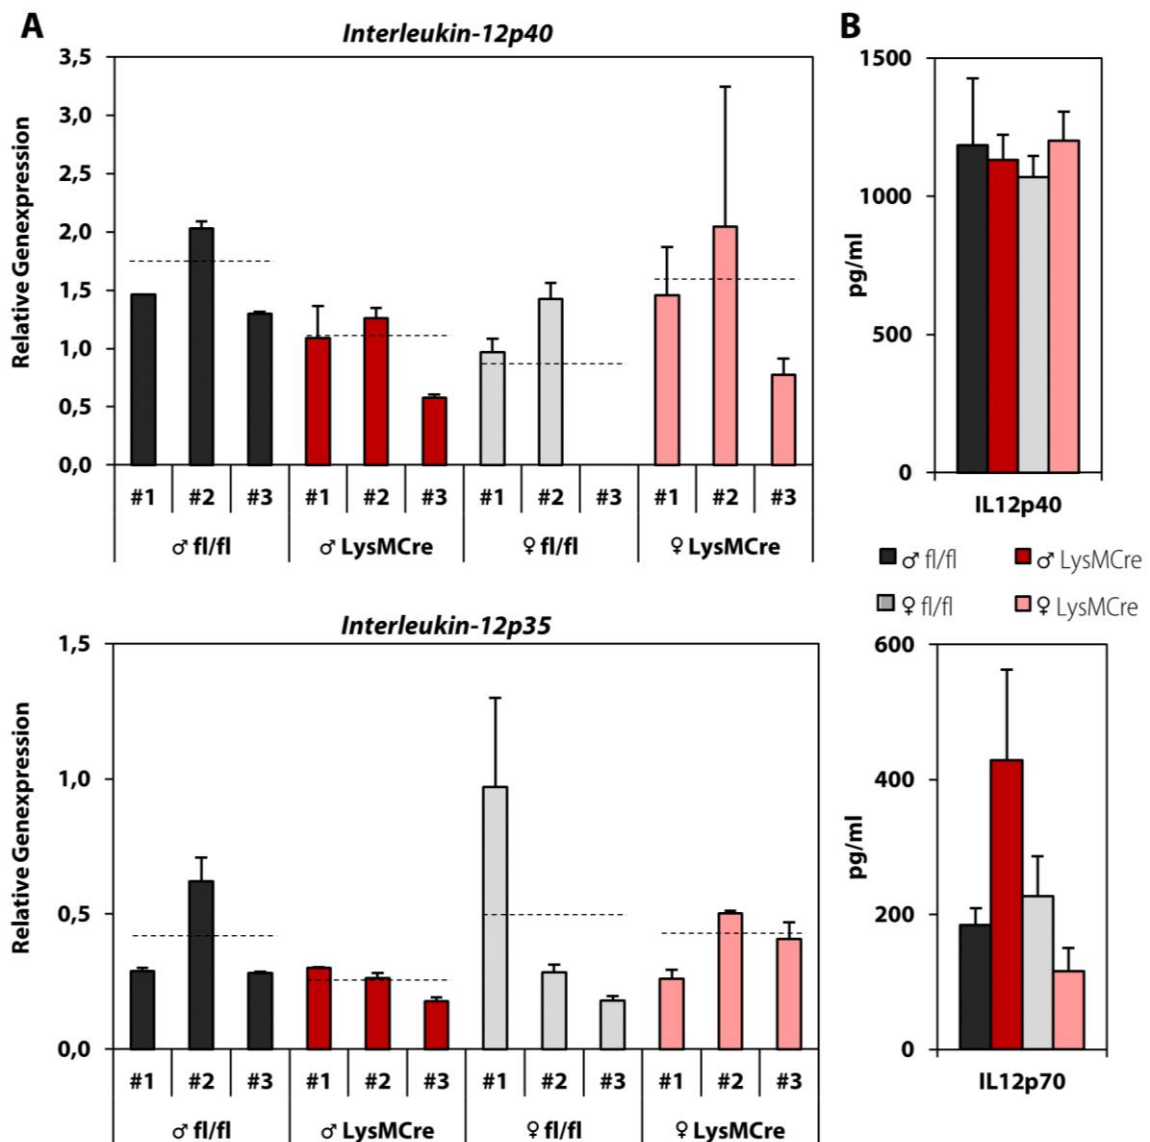 A
Interleukin-12p40
Relative Genexpression
3,5
3,0
2,5
2,0
1,5
1,0
0,5
0,0
#1 #2 #3 #1 #2 #3 #1 #2 #3 #1 #2 #3
♂ fl/fl ♂ LysMCre ♀ fl/fl ♀ LysMCre
B
pg/ml
1500
1000
500
0
IL12p40
♂ fl/fl ♂ LysMCre
♀ fl/fl ♀ LysMCre
Interleukin-12p35
Relative Genexpression
1,5
1,0
0,5
0,0
#1 #2 #3 #1 #2 #3 #1 #2 #3 #1 #2 #3
♂ fl/fl ♂ LysMCre ♀ fl/fl ♀ LysMCre
pg/ml
600
400
200
0
IL12p70